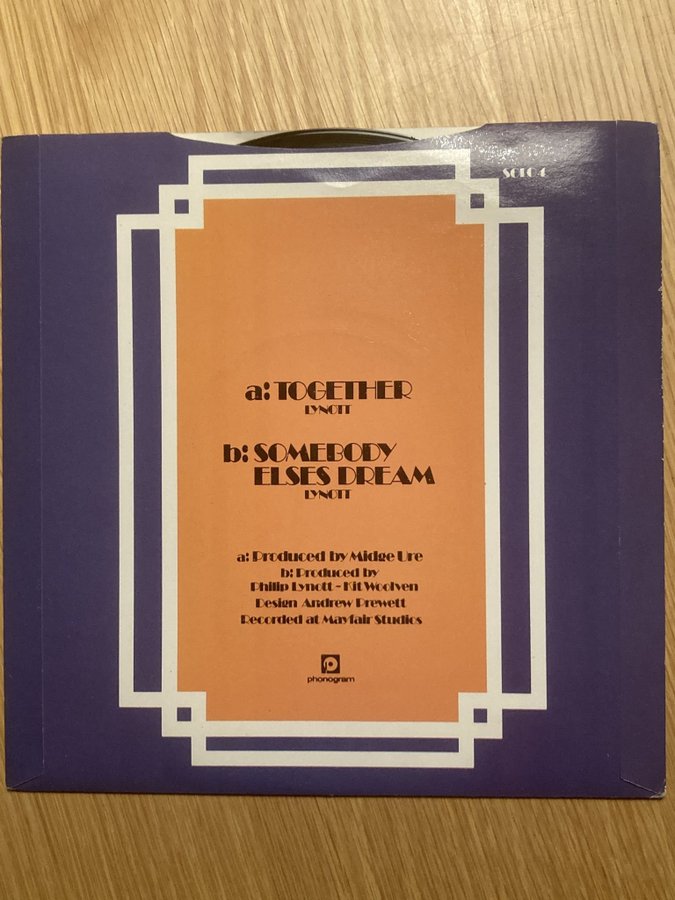 SOLO 4
a: TOGETHER
LYNOTT
b: SOMEBODY
ELSES DREAM
LYNOTT
a: Produced by Midge Ure
b: Produced by
Philip Lynott - Kit Woolven
Design Andrew Prewett
Recorded at Mayfair Studios
phonogram